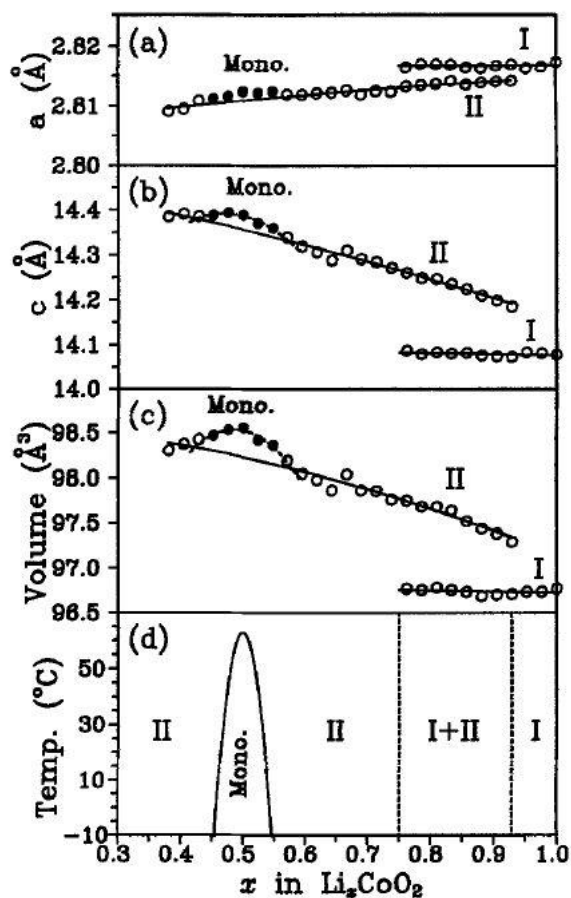 (a)
I
Mono.
II
2.82
2.81
2.80
a (Å)
(b)
Mono.
II
I
14.4
14.3
14.2
14.1
14.0
c (Å)
(c)
Mono.
II
I
98.5
98.0
97.5
97.0
96.5
Volume (Å³)
(d)
II
Mono.
II
I+II
I
50
30
10
-10
Temp. (°C)
0.3 0.4 0.5 0.6 0.7 0.8 0.9 1.0
x in LiₓCoO₂